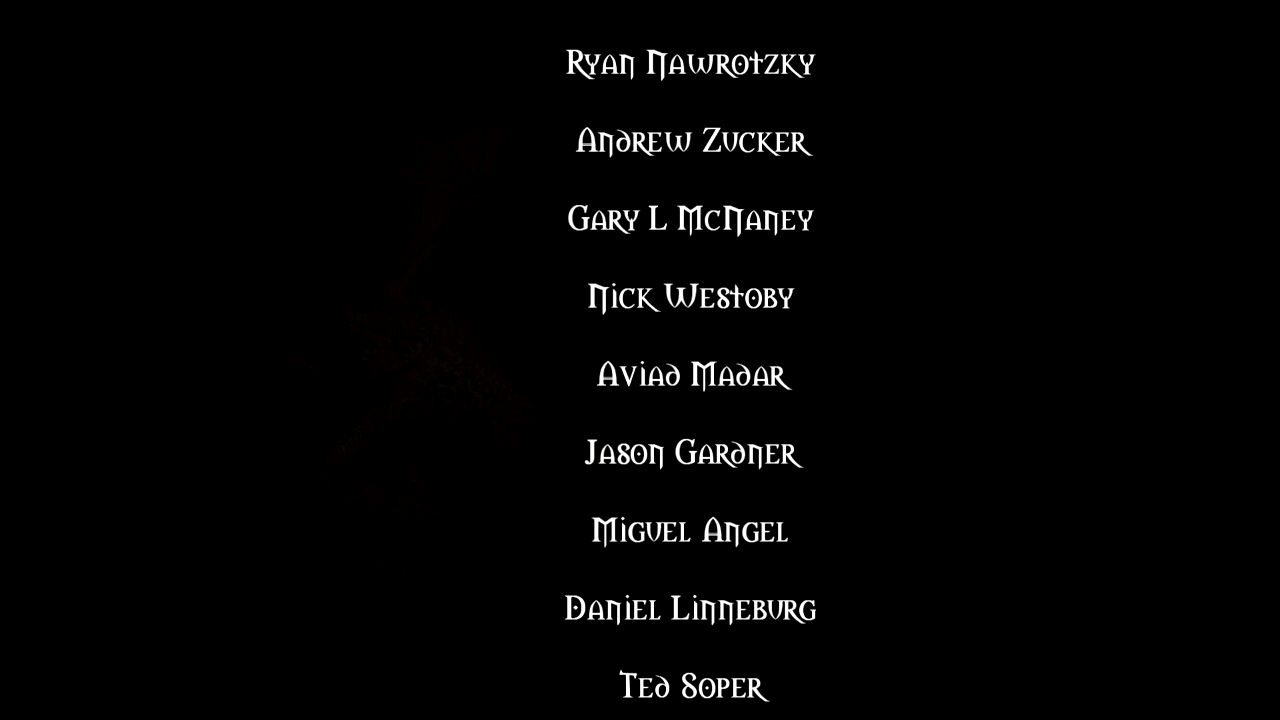 Ryan Nawrotzky
Andrew Zucker
Gary L McNaney
Nick Westoby
Aviad Madar
Jason Gardner
Miguel Angel
Daniel Linneburg
Ted Soper